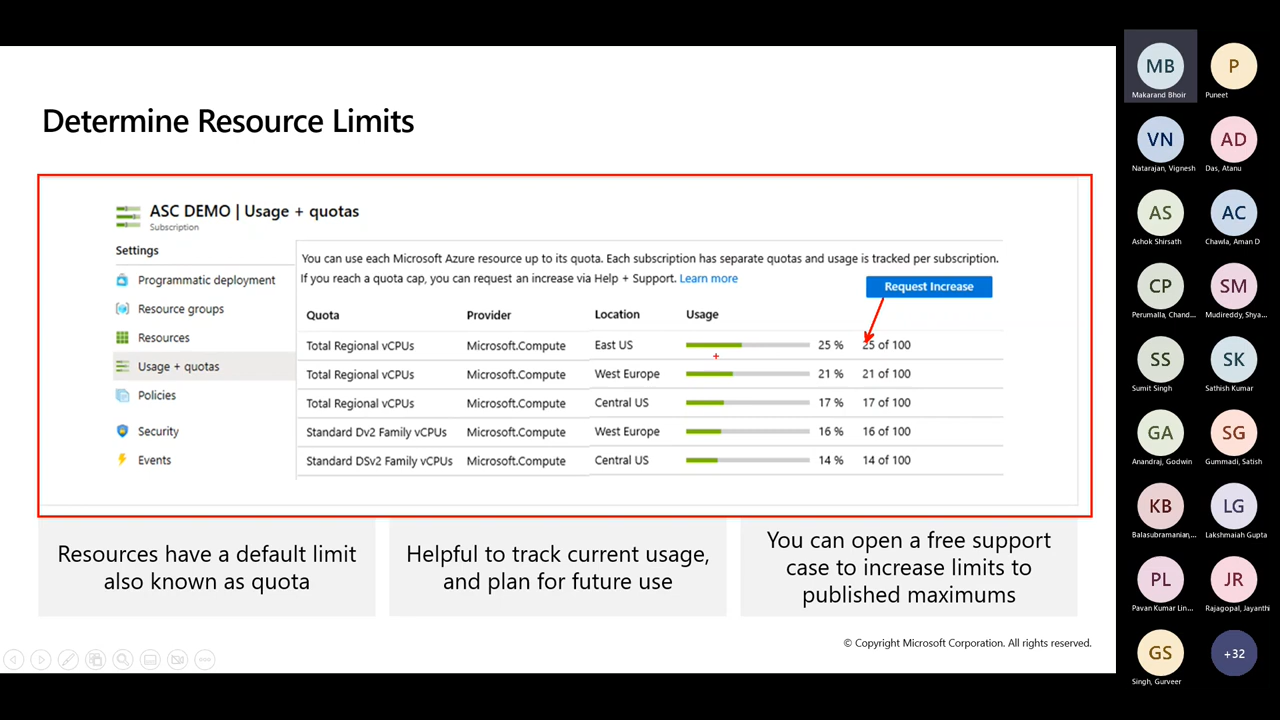 Determine Resource Limits
ASC DEMO | Usage + quotas
Subscription
Settings
Programmatic deployment
Resource groups
Resources
Usage + quotas
Policies
Security
Events
You can use each Microsoft Azure resource up to its quota. Each subscription has separate quotas and usage is tracked per subscription.
If you reach a quota cap, you can request an increase via Help + Support. Learn more
Request Increase
Quota Provider Location Usage
Total Regional vCPUs Microsoft.Compute East US 25 % 25 of 100
Total Regional vCPUs Microsoft.Compute West Europe 21 % 21 of 100
Total Regional vCPUs Microsoft.Compute Central US 17 % 17 of 100
Standard Dv2 Family vCPUs Microsoft.Compute West Europe 16 % 16 of 100
Standard DSv2 Family vCPUs Microsoft.Compute Central US 14 % 14 of 100
Resources have a default limit
also known as quota
Helpful to track current usage,
and plan for future use
You can open a free support
case to increase limits to
published maximums
© Copyright Microsoft Corporation. All rights reserved.
MB P
Makarand Bhoir Puneet
VN AD
Natarajan, Vignesh Das, Atanu
AS AC
Ashok Shirsath Chawla, Aman D
CP SM
Perumalla, Chand... Mudireddy, Shya...
SS SK
Sumit Singh Sathish Kumar
GA SG
Anandraj, Godwin Gummadi, Satish
KB LG
Balasubramanian,... Lakshmaiah Gupta
PL JR
Pavan Kumar Lin... Rajagopal, Jayanthi
GS +32
Singh, Gurveer